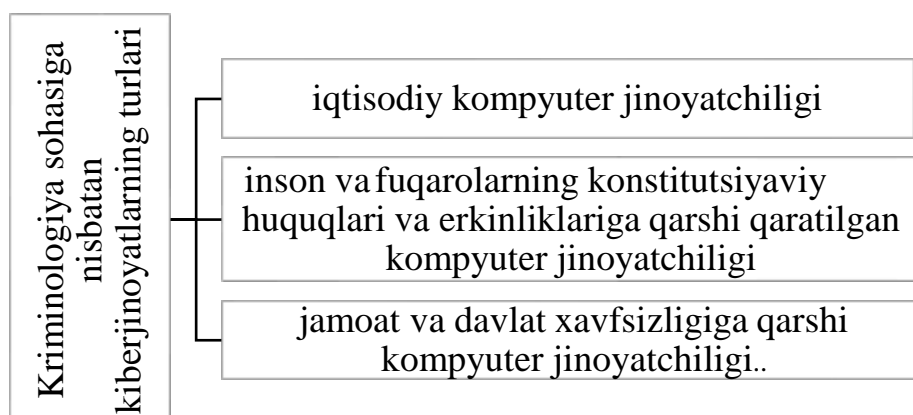 Kriminologiya sohasiga
nisbatan
kiberjinoyatlarning turlari
iqtisodiy kompyuter jinoyatchiligi
inson va fuqarolarning konstitutsiyaviy
huquqlari va erkinliklariga qarshi qaratilgan
kompyuter jinoyatchiligi
jamoat va davlat xavfsizligiga qarshi
kompyuter jinoyatchiligi..